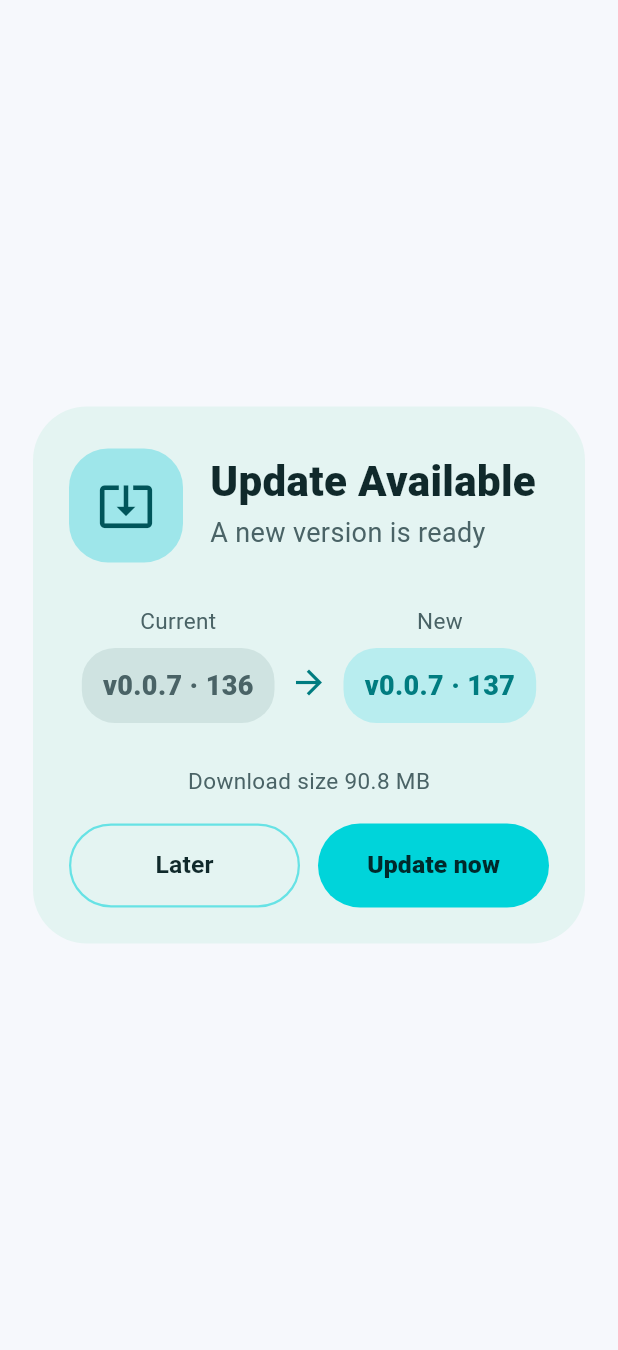 Update Available
A new version is ready
Current
New
v0.0.7 · 136
v0.0.7 · 137
Download size 90.8 MB
Later
Update now